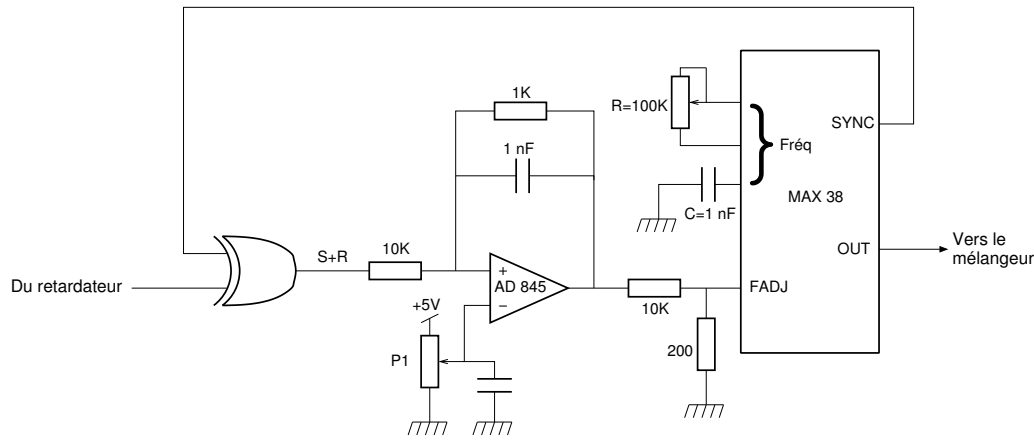 1K
R=100K
SYNC
1 nF
Fréq
MAX 38
C=1 nF
S+R
10K
OUT
Vers le
mélangeur
+
AD 845
−
Du retardateur
FADJ
+5V
10K
P1
200